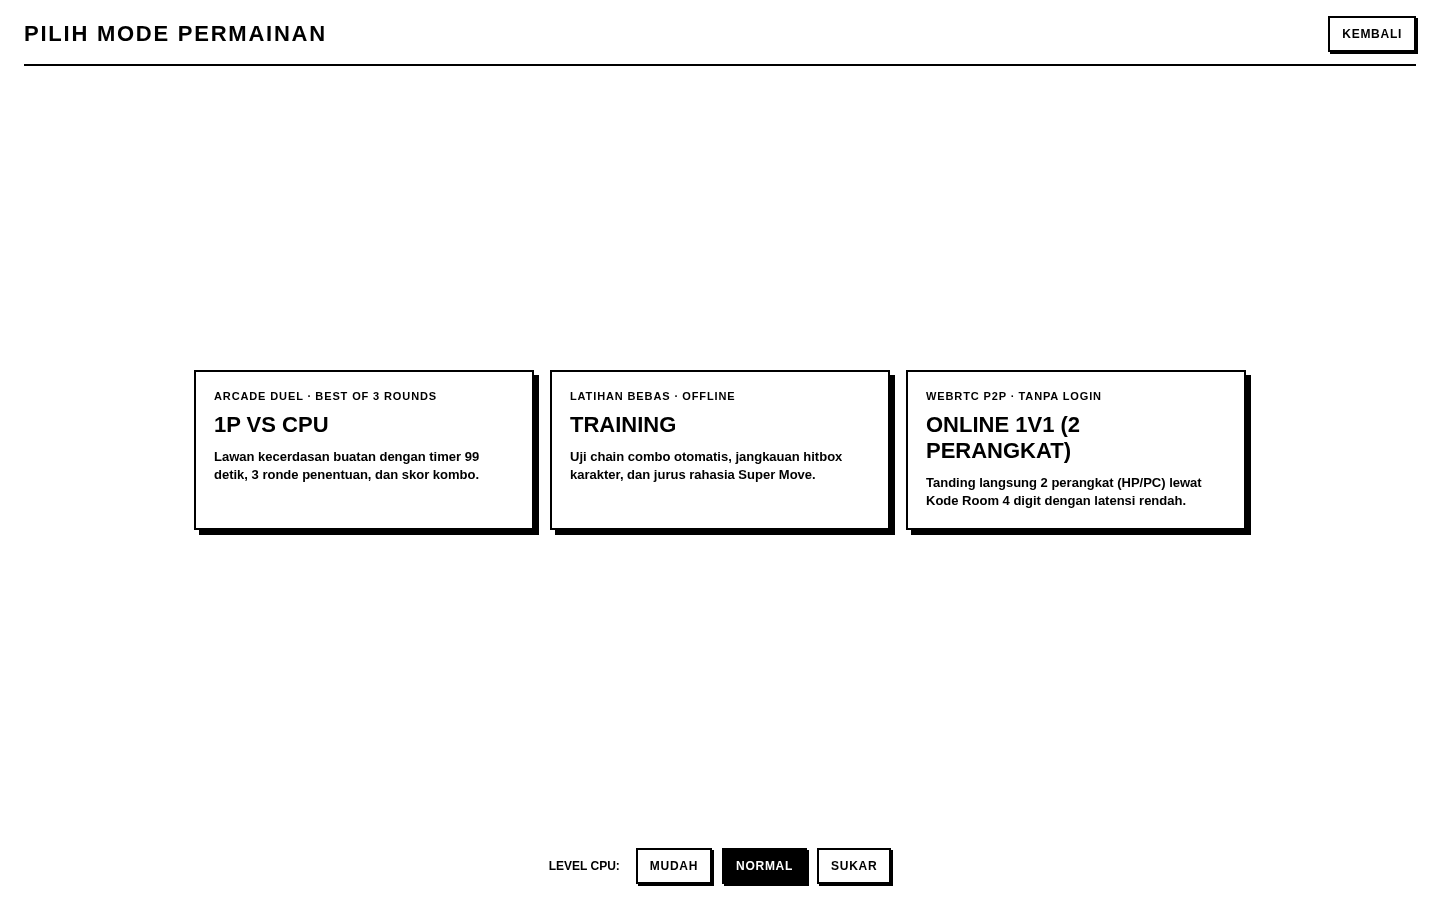 PILIH MODE PERMAINAN
KEMBALI
ARCADE DUEL · BEST OF 3 ROUNDS
1P VS CPU
Lawan kecerdasan buatan dengan timer 99
detik, 3 ronde penentuan, dan skor kombo.
LATIHAN BEBAS · OFFLINE
TRAINING
Uji chain combo otomatis, jangkauan hitbox
karakter, dan jurus rahasia Super Move.
WEBRTC P2P · TANPA LOGIN
ONLINE 1V1 (2
PERANGKAT)
Tanding langsung 2 perangkat (HP/PC) lewat
Kode Room 4 digit dengan latensi rendah.
LEVEL CPU:
MUDAH
NORMAL
SUKAR